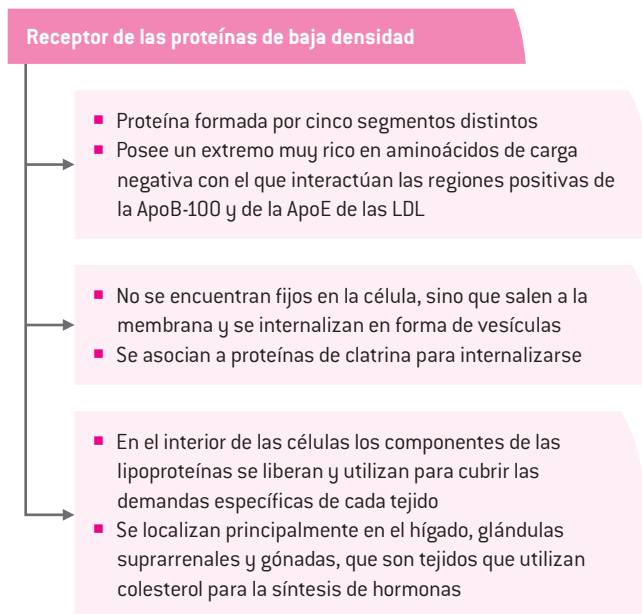 Receptor de las proteínas de baja densidad
▪ Proteína formada por cinco segmentos distintos
▪ Posee un extremo muy rico en aminoácidos de carga
negativa con el que interactúan las regiones positivas de
la ApoB-100 y de la ApoE de las LDL
▪ No se encuentran fijos en la célula, sino que salen a la
membrana y se internalizan en forma de vesículas
▪ Se asocian a proteínas de clatrina para internalizarse
▪ En el interior de las células los componentes de las
lipoproteínas se liberan y utilizan para cubrir las
demandas específicas de cada tejido
▪ Se localizan principalmente en el hígado, glándulas
suprarrenales y gónadas, que son tejidos que utilizan
colesterol para la síntesis de hormonas